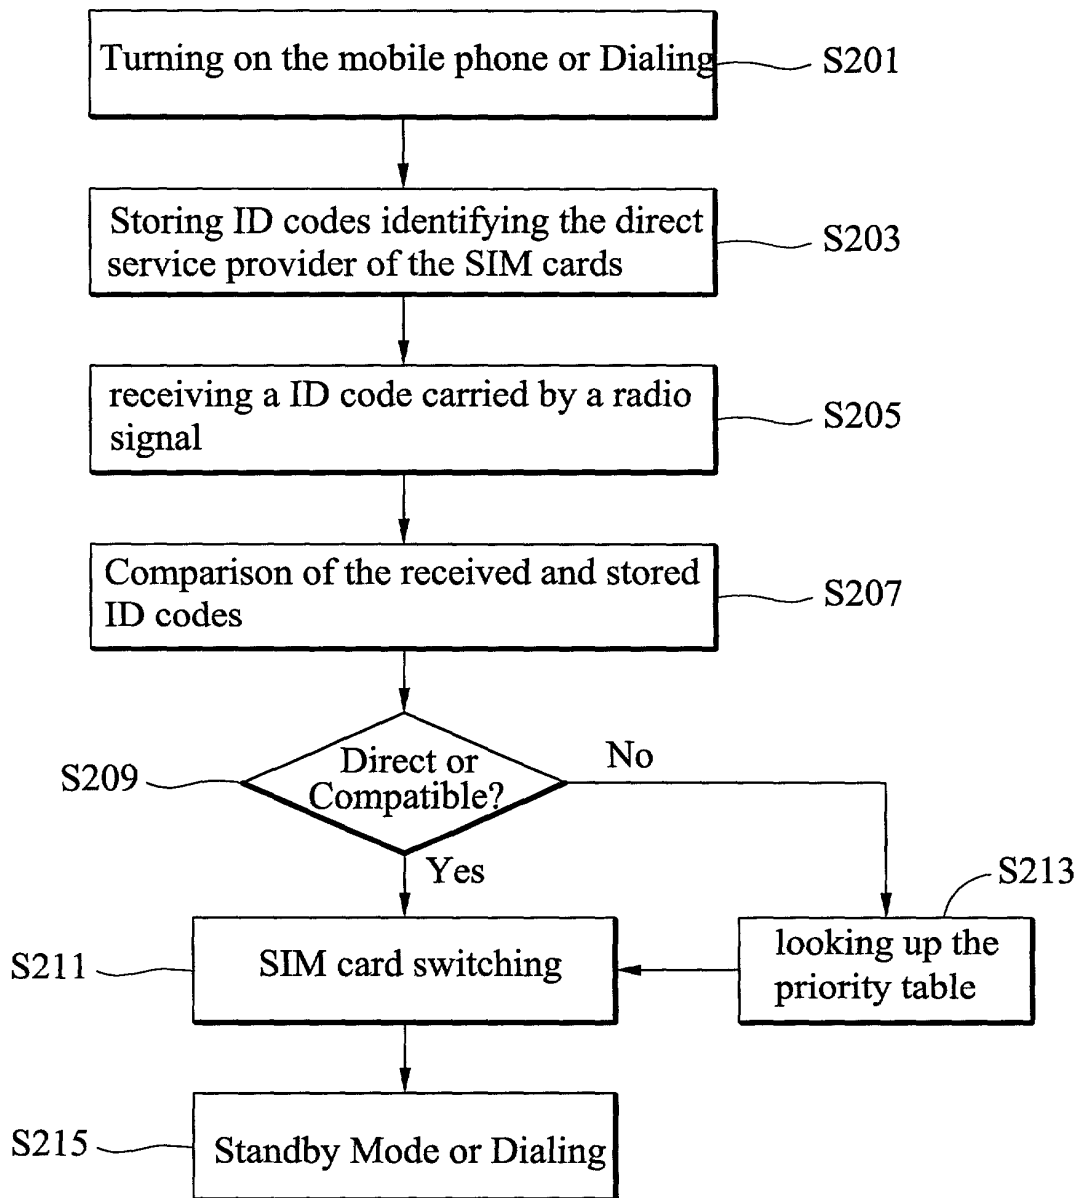 Turning on the mobile phone or Dialing
S201
Storing ID codes identifying the direct
service provider of the SIM cards
S203
receiving a ID code carried by a radio
signal
S205
Comparison of the received and stored
ID codes
S207
Direct or
Compatible?
S209
No
Yes
S213
looking up the
priority table
SIM card switching
S211
Standby Mode or Dialing
S215